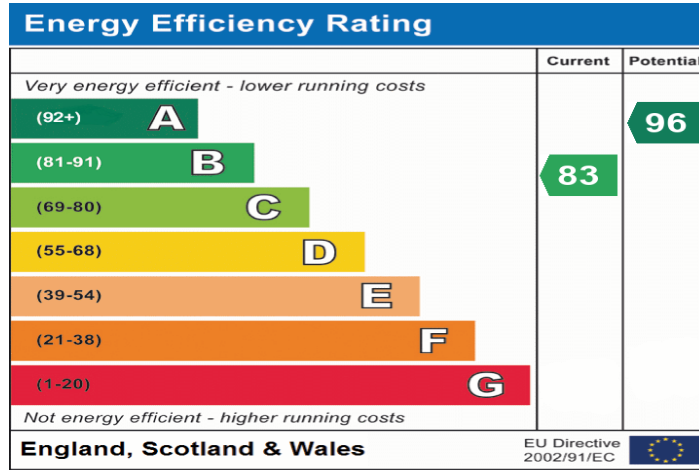 Energy Efficiency Rating
Current Potential
Very energy efficient - lower running costs
(92+) A
96
(81-91) B
83
(69-80) C
(55-68) D
(39-54) E
(21-38) F
(1-20) G
Not energy efficient - higher running costs
England, Scotland & Wales
EU Directive
2002/91/EC